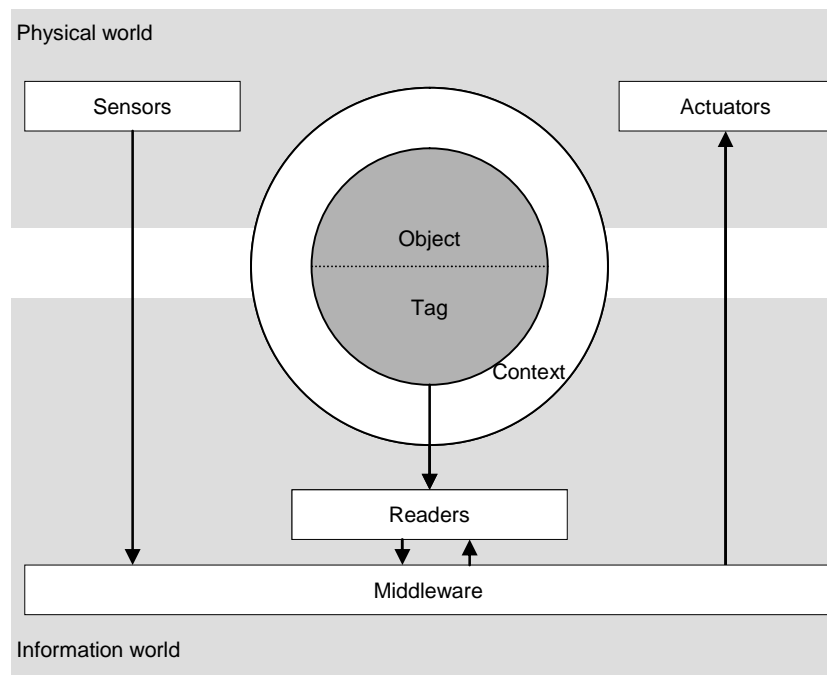 Physical world
Sensors
Actuators
Object
Tag
Context
Readers
Middleware
Information world